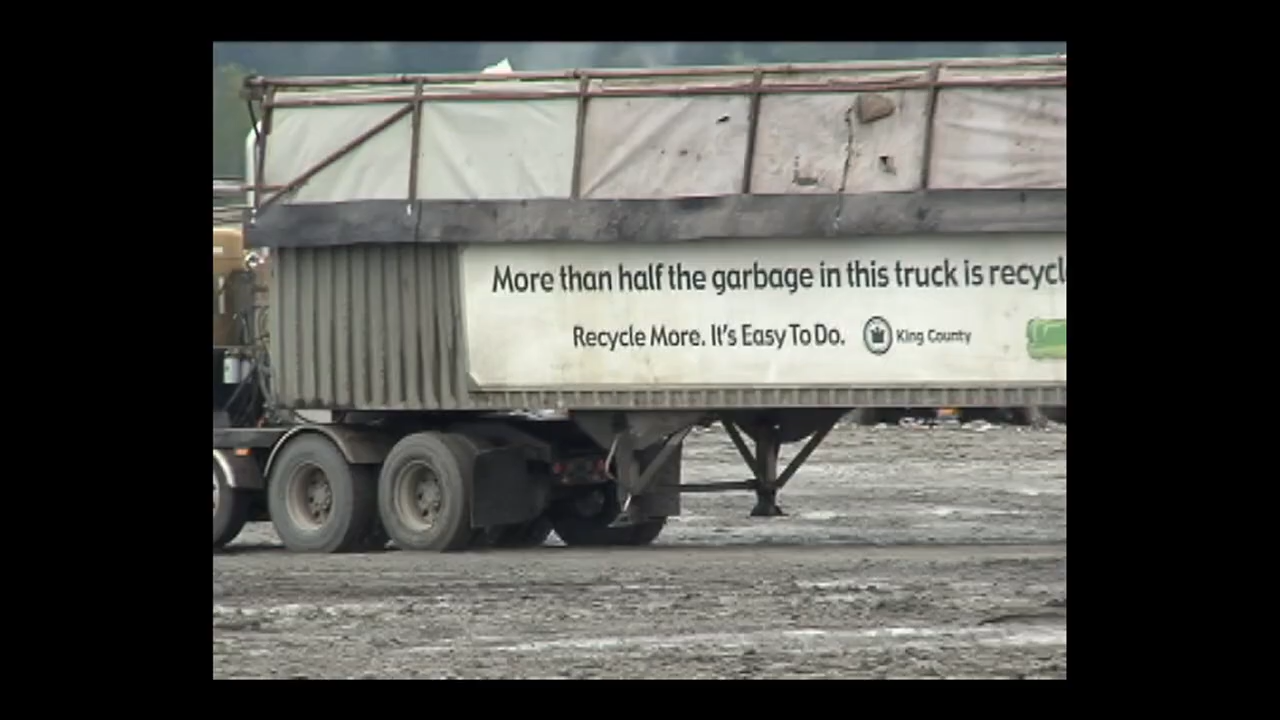 More than half the garbage in this truck is recycl
Recycle More. It's Easy To Do.
King County